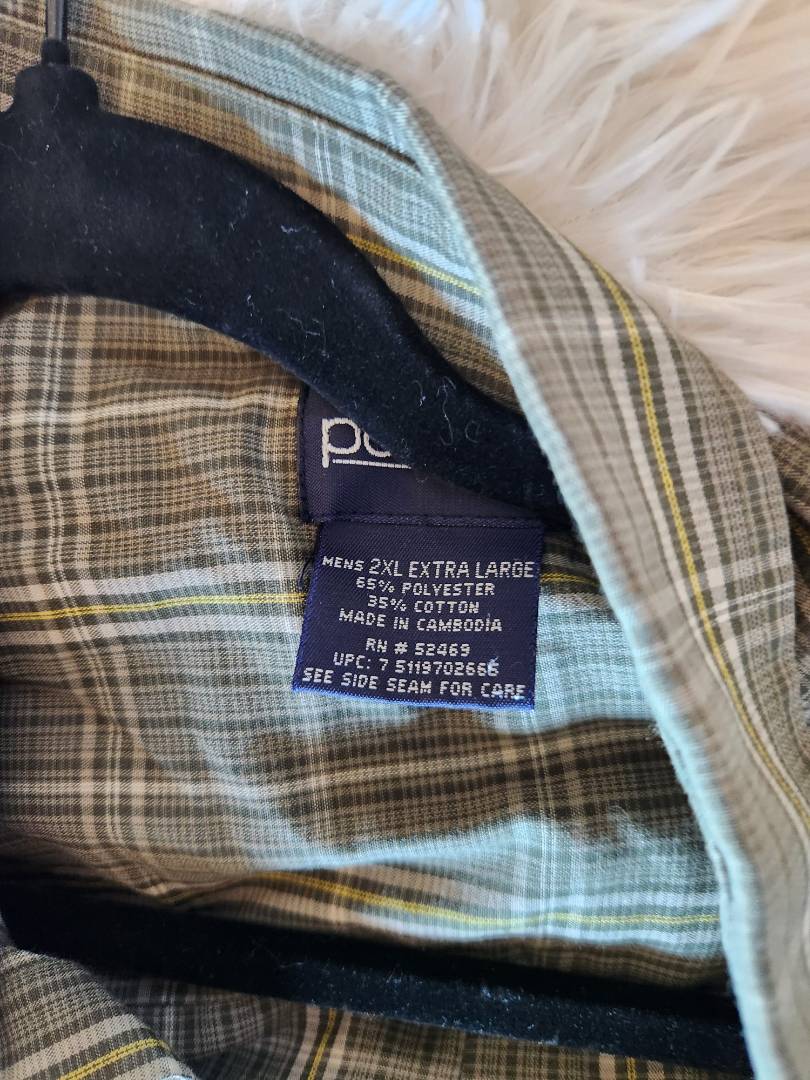 MENS 2XL EXTRA LARGE
65% POLYESTER
35% COTTON
MADE IN CAMBODIA
RN # 52469
UPC: 7 5119702666
SEE SIDE SEAM FOR CARE